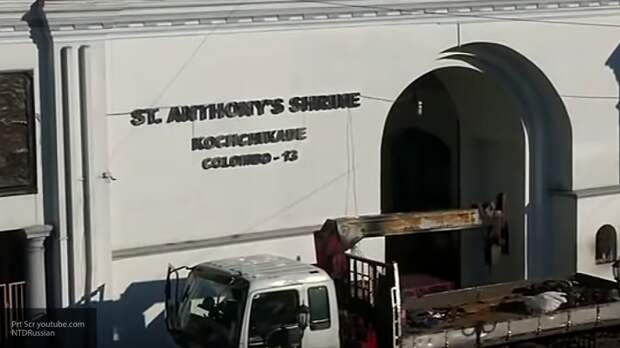 ST. ANTHONY'S SHRINE
KOCHCHIKADE
COLOMBO - 13
Prt Scr youtube.com
NTDRussian